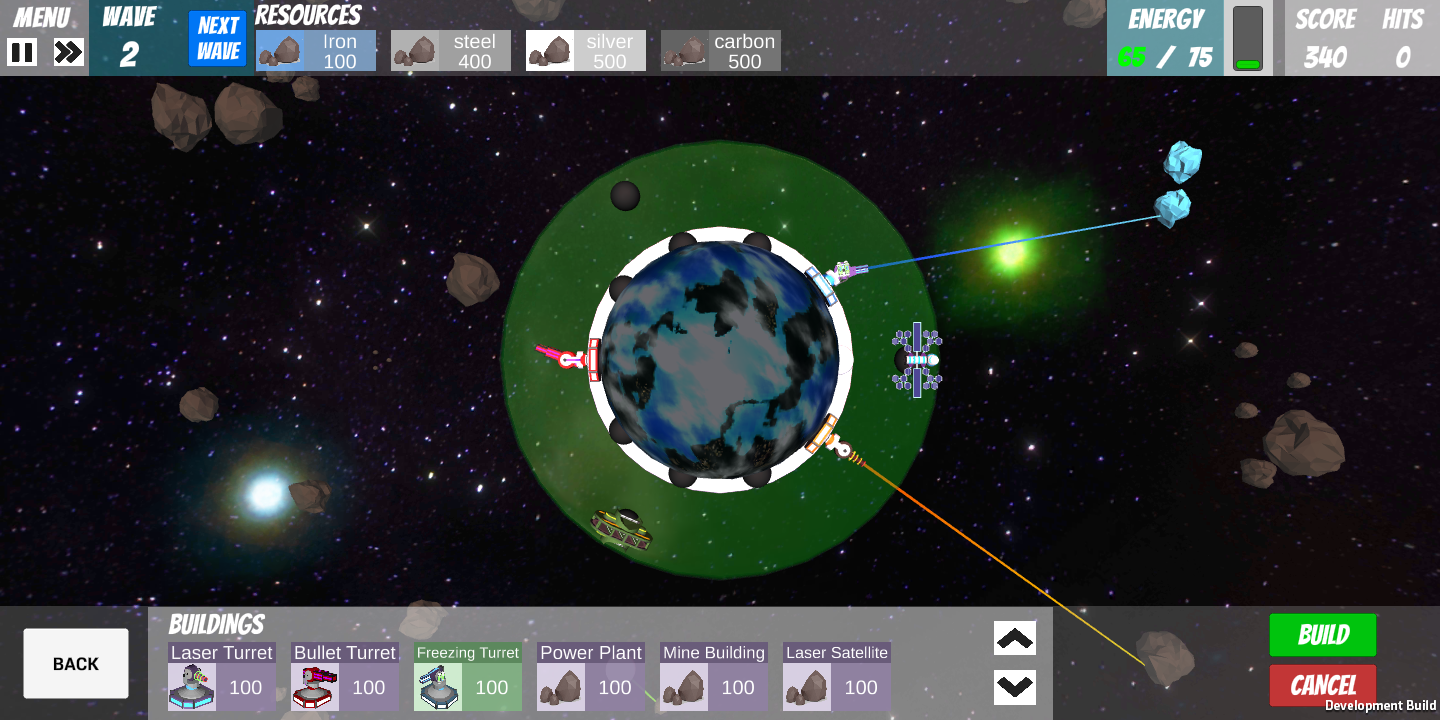 MENU
WAVE
2
NEXT
WAVE
RESOURCES
Iron
100
steel
400
silver
500
carbon
500
ENERGY
65 / 75
SCORE
340
HITS
0
BACK
BUILDINGS
Laser Turret
100
Bullet Turret
100
Freezing Turret
100
Power Plant
100
Mine Building
100
Laser Satellite
100
BUILD
CANCEL
Development Build